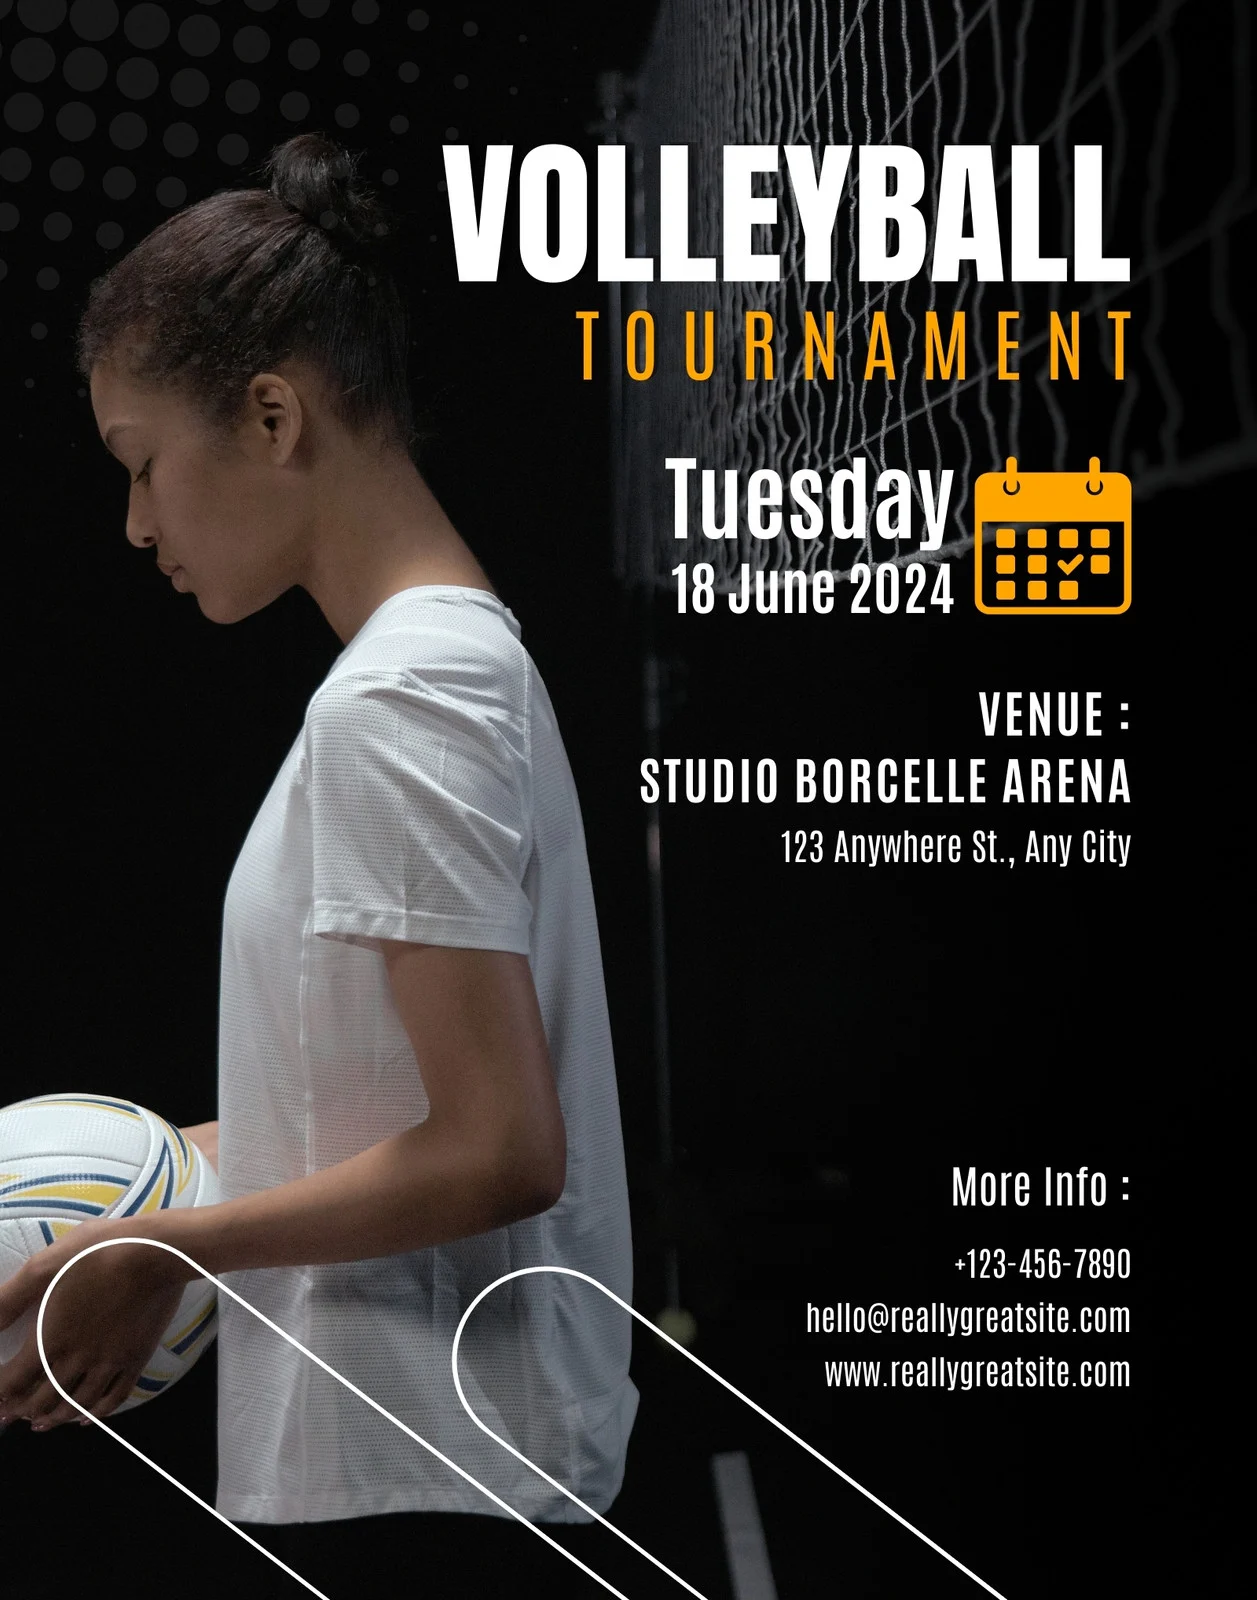 VOLLEYBALL
TOURNAMENT
Tuesday
18 June 2024
VENUE :
STUDIO BORCELLE ARENA
123 Anywhere St., Any City
More Info :
+123-456-7890
hello@reallygreatsite.com
www.reallygreatsite.com